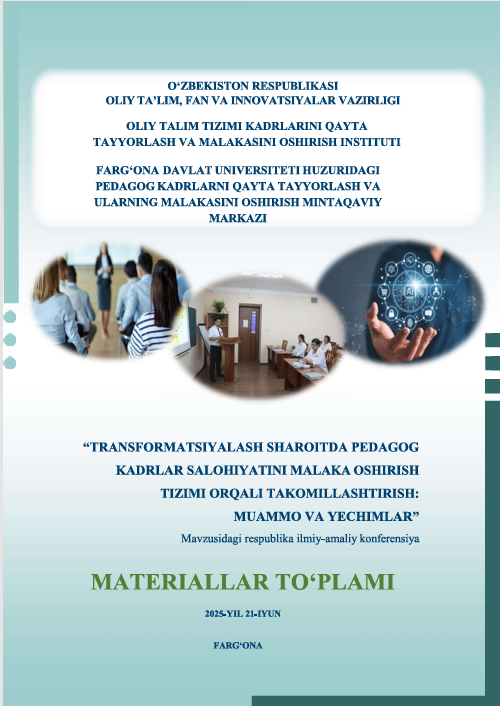 O‘ZBEKISTON RESPUBLIKASI
OLIY TA’LIM, FAN VA INNOVATSIYALAR VAZIRLIGI
OLIY TALIM TIZIMI KADRLARINI QAYTA
TAYYORLASH VA MALAKASINI OSHIRISH INSTITUTI
FARG‘ONA DAVLAT UNIVERSITETI HUZURIDAGI
PEDAGOG KADRLARNI QAYTA TAYYORLASH VA
ULARNING MALAKASINI OSHIRISH MINTAQAVIY
MARKAZI
AI
“TRANSFORMATSIYALASH SHAROITDA PEDAGOG
KADRLAR SALOHIYATINI MALAKA OSHIRISH
TIZIMI ORQALI TAKOMILLASHTIRISH:
MUAMMO VA YECHIMLAR”
Mavzusidagi respublika ilmiy-amaliy konferensiya
MATERIALLAR TO‘PLAMI
2025-YIL 21-IYUN
FARG‘ONA